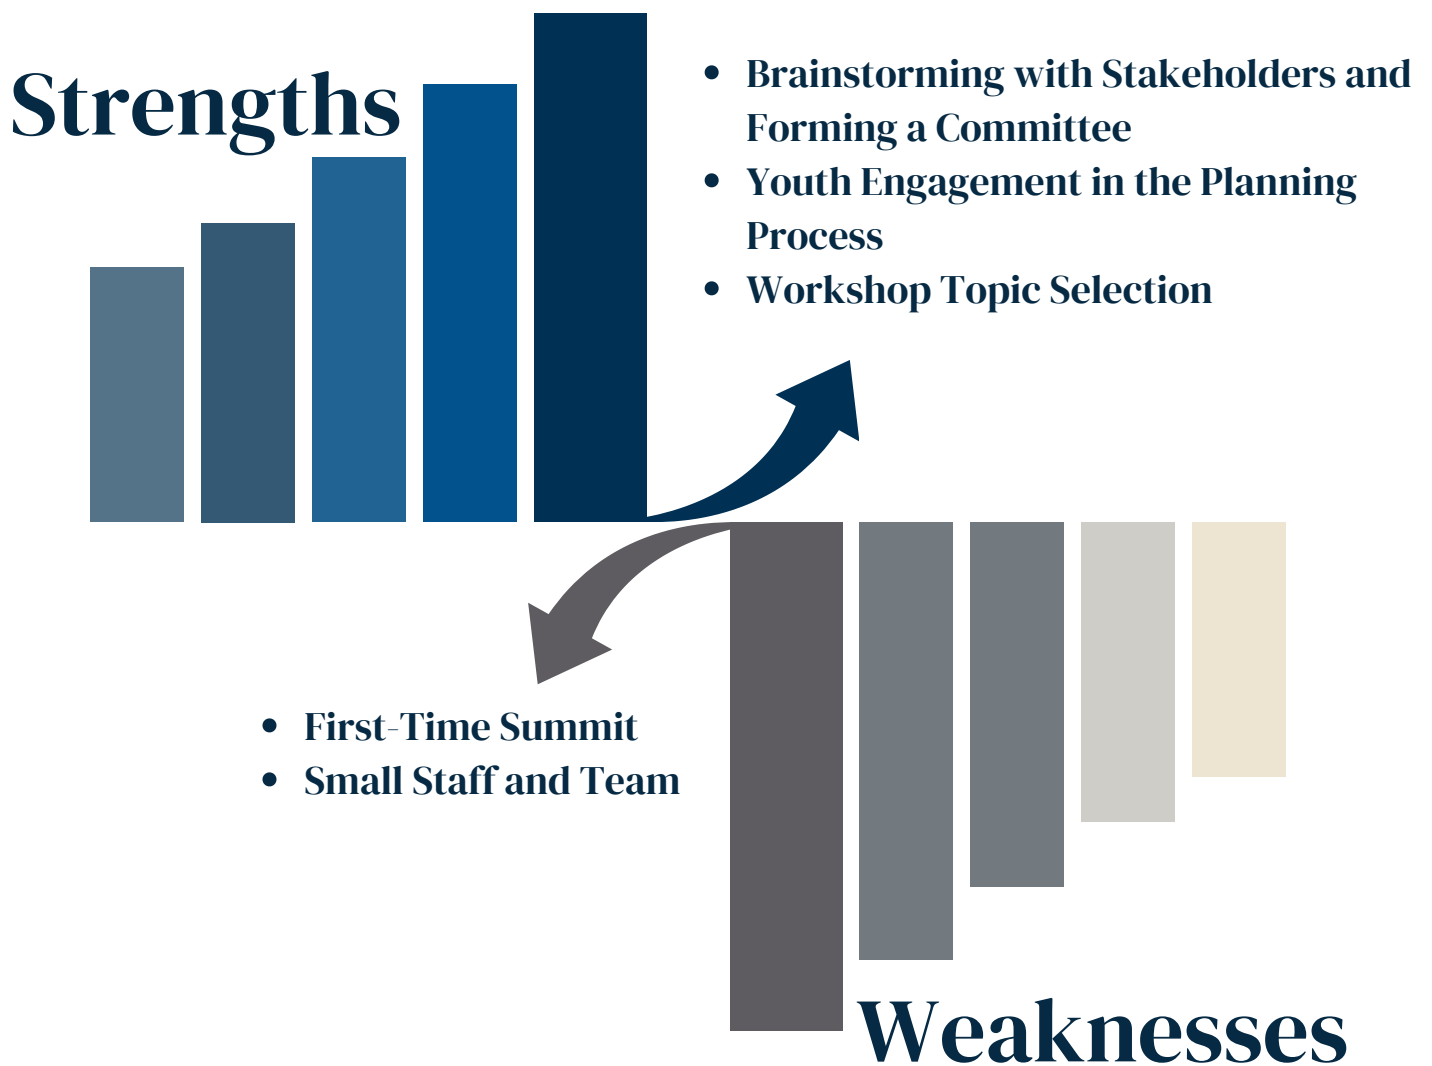 Strengths
• Brainstorming with Stakeholders and
Forming a Committee
• Youth Engagement in the Planning
Process
• Workshop Topic Selection
• First-Time Summit
• Small Staff and Team
Weaknesses